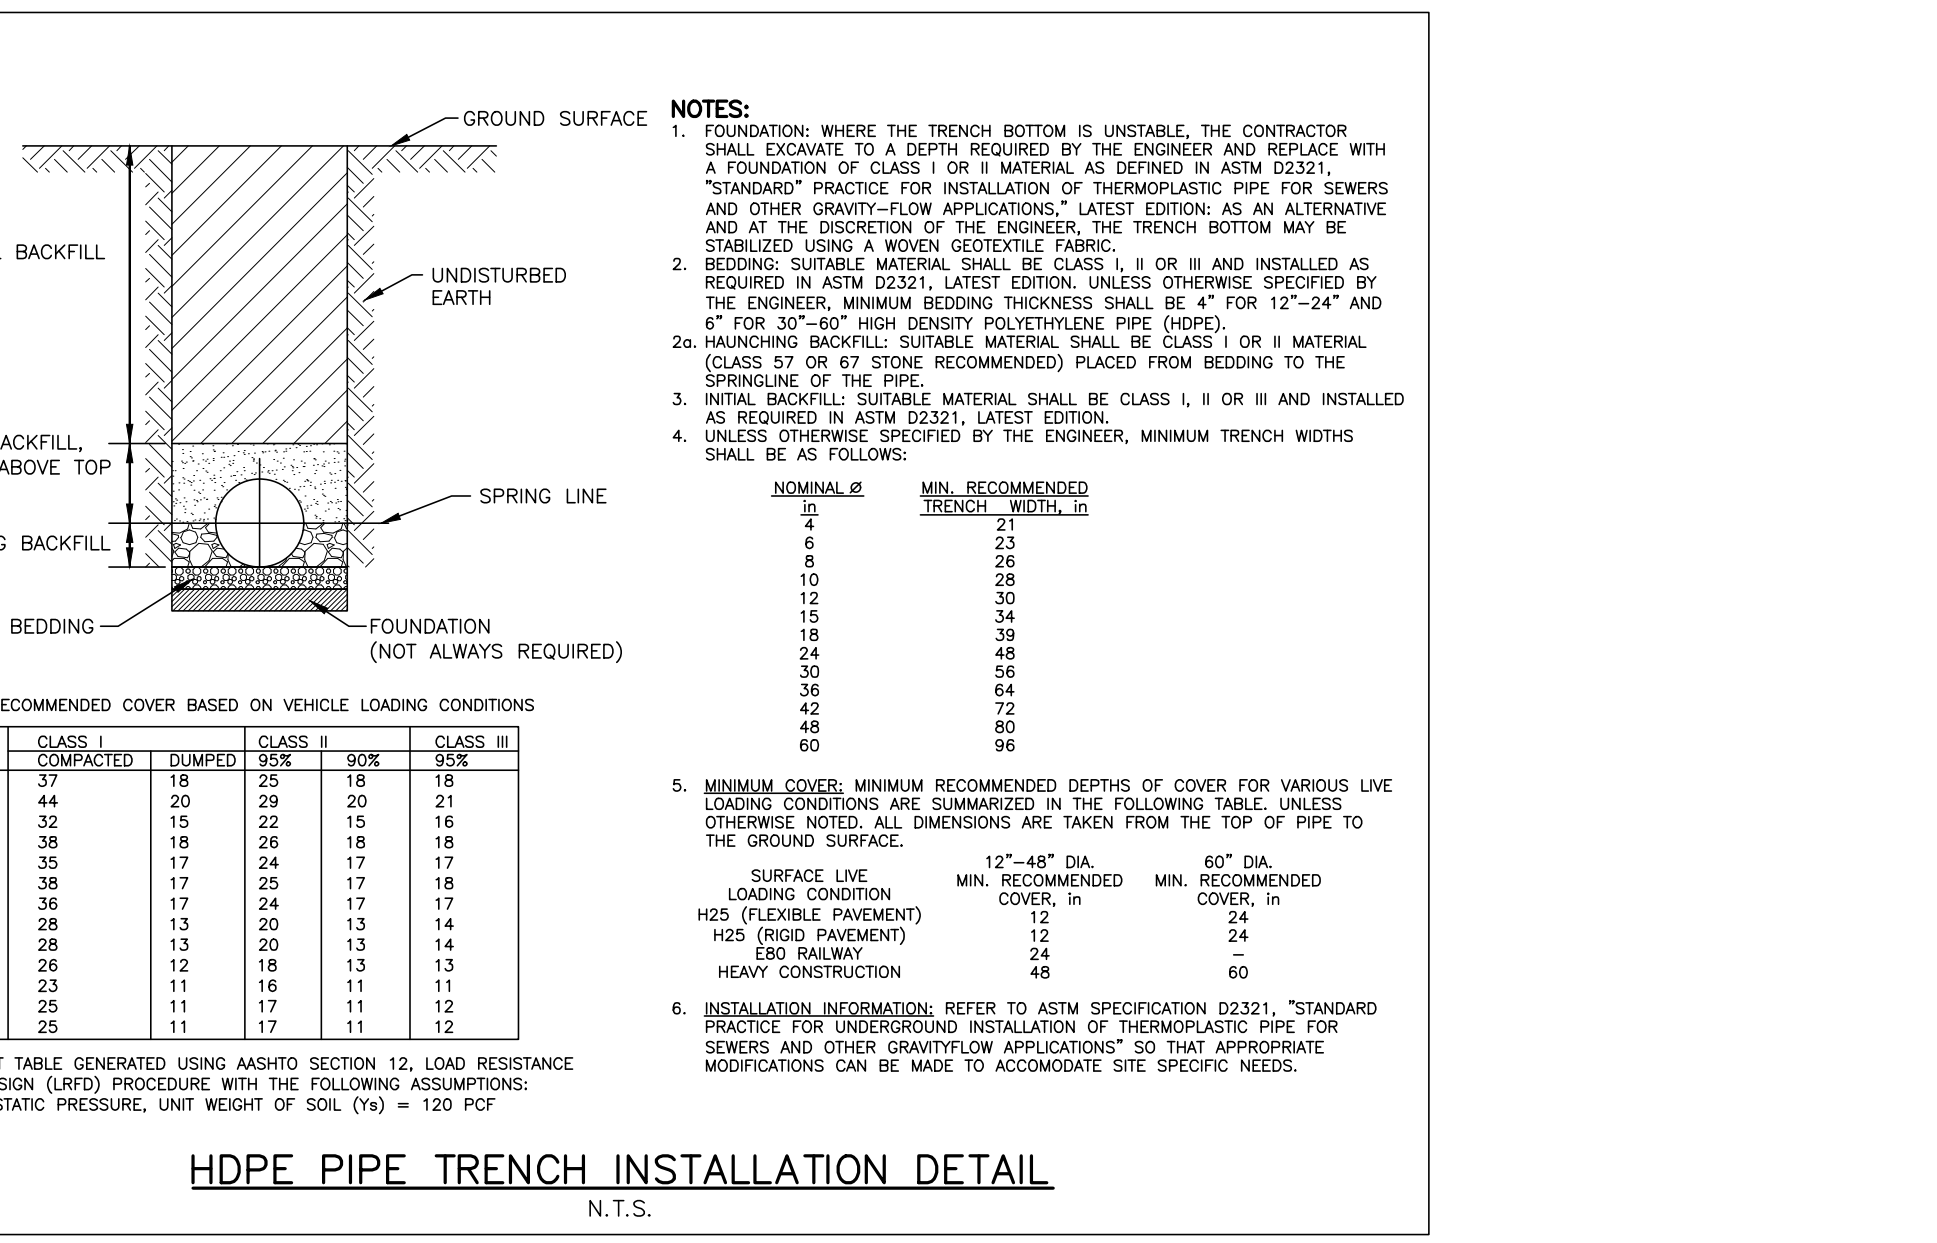 GROUND SURFACE
BACKFILL
UNDISTURBED
EARTH
BACKFILL,
ABOVE TOP
SPRING LINE
BACKFILL
BEDDING
FOUNDATION
(NOT ALWAYS REQUIRED)
ECOMMENDED COVER BASED ON VEHICLE LOADING CONDITIONS
CLASS I CLASS II CLASS III
COMPACTED DUMPED 95% 90% 95%
37 18 25 18 18
44 20 29 20 21
32 15 22 15 16
38 18 26 18 18
35 17 24 17 17
38 17 25 17 18
36 17 24 17 17
28 13 20 13 14
28 13 20 13 14
26 12 18 13 13
23 11 16 11 11
25 11 17 11 12
25 11 17 11 12
T TABLE GENERATED USING AASHTO SECTION 12, LOAD RESISTANCE
SIGN (LRFD) PROCEDURE WITH THE FOLLOWING ASSUMPTIONS:
STATIC PRESSURE, UNIT WEIGHT OF SOIL (Ys) = 120 PCF
NOTES:
1. FOUNDATION: WHERE THE TRENCH BOTTOM IS UNSTABLE, THE CONTRACTOR
SHALL EXCAVATE TO A DEPTH REQUIRED BY THE ENGINEER AND REPLACE WITH
A FOUNDATION OF CLASS I OR II MATERIAL AS DEFINED IN ASTM D2321,
"STANDARD" PRACTICE FOR INSTALLATION OF THERMOPLASTIC PIPE FOR SEWERS
AND OTHER GRAVITY–FLOW APPLICATIONS," LATEST EDITION: AS AN ALTERNATIVE
AND AT THE DISCRETION OF THE ENGINEER, THE TRENCH BOTTOM MAY BE
STABILIZED USING A WOVEN GEOTEXTILE FABRIC.
2. BEDDING: SUITABLE MATERIAL SHALL BE CLASS I, II OR III AND INSTALLED AS
REQUIRED IN ASTM D2321, LATEST EDITION. UNLESS OTHERWISE SPECIFIED BY
THE ENGINEER, MINIMUM BEDDING THICKNESS SHALL BE 4" FOR 12"–24" AND
6" FOR 30"–60" HIGH DENSITY POLYETHYLENE PIPE (HDPE).
2a. HAUNCHING BACKFILL: SUITABLE MATERIAL SHALL BE CLASS I OR II MATERIAL
(CLASS 57 OR 67 STONE RECOMMENDED) PLACED FROM BEDDING TO THE
SPRINGLINE OF THE PIPE.
3. INITIAL BACKFILL: SUITABLE MATERIAL SHALL BE CLASS I, II OR III AND INSTALLED
AS REQUIRED IN ASTM D2321, LATEST EDITION.
4. UNLESS OTHERWISE SPECIFIED BY THE ENGINEER, MINIMUM TRENCH WIDTHS
SHALL BE AS FOLLOWS:
NOMINAL Ø MIN. RECOMMENDED
in TRENCH WIDTH, in
4 21
6 23
8 26
10 28
12 30
15 34
18 39
24 48
30 56
36 64
42 72
48 80
60 96
5. MINIMUM COVER: MINIMUM RECOMMENDED DEPTHS OF COVER FOR VARIOUS LIVE
LOADING CONDITIONS ARE SUMMARIZED IN THE FOLLOWING TABLE. UNLESS
OTHERWISE NOTED. ALL DIMENSIONS ARE TAKEN FROM THE TOP OF PIPE TO
THE GROUND SURFACE.
12"–48" DIA. 60" DIA.
SURFACE LIVE MIN. RECOMMENDED MIN. RECOMMENDED
LOADING CONDITION COVER, in COVER, in
H25 (FLEXIBLE PAVEMENT) 12 24
H25 (RIGID PAVEMENT) 12 24
E80 RAILWAY 24 –
HEAVY CONSTRUCTION 48 60
6. INSTALLATION INFORMATION: REFER TO ASTM SPECIFICATION D2321, "STANDARD
PRACTICE FOR UNDERGROUND INSTALLATION OF THERMOPLASTIC PIPE FOR
SEWERS AND OTHER GRAVITYFLOW APPLICATIONS" SO THAT APPROPRIATE
MODIFICATIONS CAN BE MADE TO ACCOMODATE SITE SPECIFIC NEEDS.
HDPE PIPE TRENCH INSTALLATION DETAIL
N.T.S.